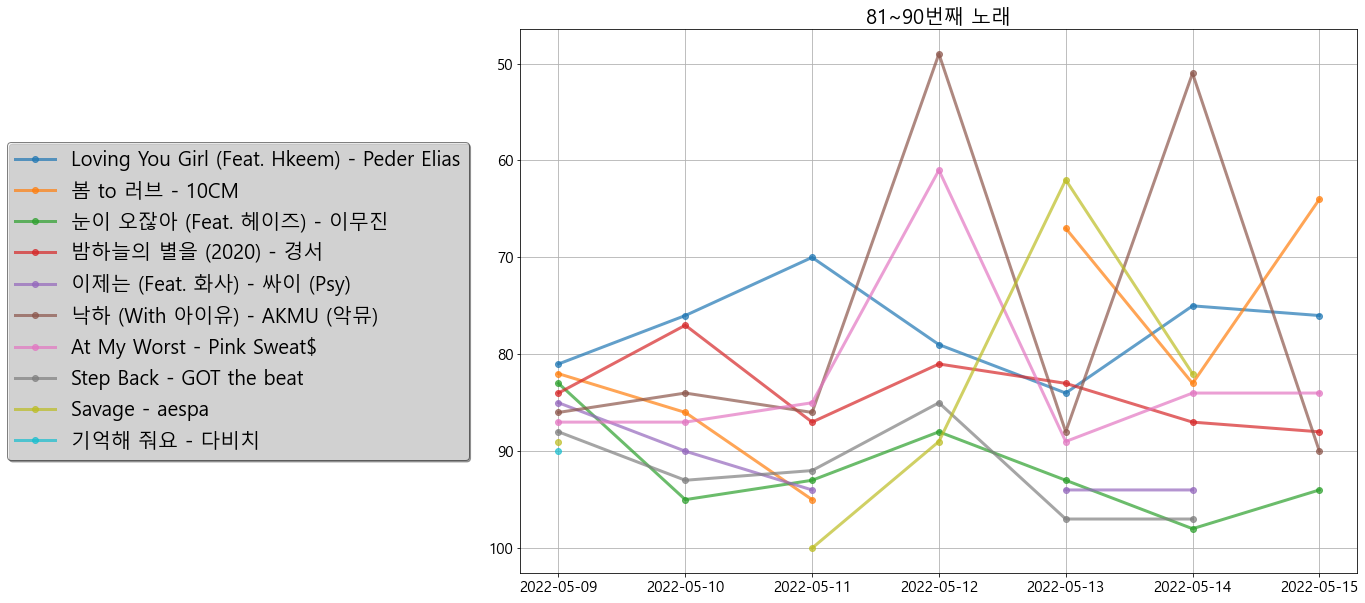 81~90번째 노래
Loving You Girl (Feat. Hkeem) - Peder Elias
봄 to 러브 - 10CM
눈이 오잖아 (Feat. 헤이즈) - 이무진
밤하늘의 별을 (2020) - 경서
이제는 (Feat. 화사) - 싸이 (Psy)
낙하 (With 아이유) - AKMU (악뮤)
At My Worst - Pink Sweat$
Step Back - GOT the beat
Savage - aespa
기억해 줘요 - 다비치
50
60
70
80
90
100
2022-05-09 2022-05-10 2022-05-11 2022-05-12 2022-05-13 2022-05-14 2022-05-15